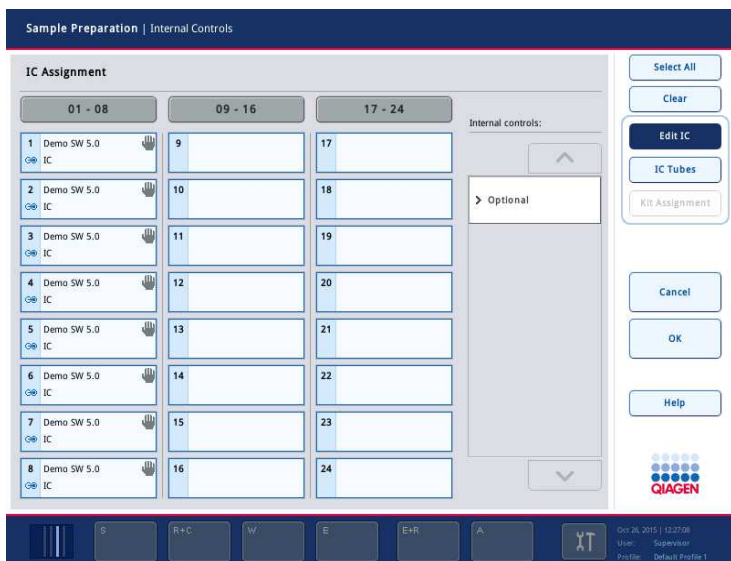 Sample Preparation | Internal Controls
IC Assignment
01 - 08
09 - 16
17 - 24
Internal controls:
1 Demo SW 5.0
IC
2 Demo SW 5.0
IC
3 Demo SW 5.0
IC
4 Demo SW 5.0
IC
5 Demo SW 5.0
IC
6 Demo SW 5.0
IC
7 Demo SW 5.0
IC
8 Demo SW 5.0
IC
9
10
11
12
13
14
15
16
17
18
19
20
21
22
23
24
Optional
Select All
Clear
Edit IC
IC Tubes
Kit Assignment
Cancel
OK
Help
QIAGEN
S
R+C
W
E
E+R
A
Oct 26, 2015 | 12:27:08
User: Supervisor
Profile: Default Profile 1